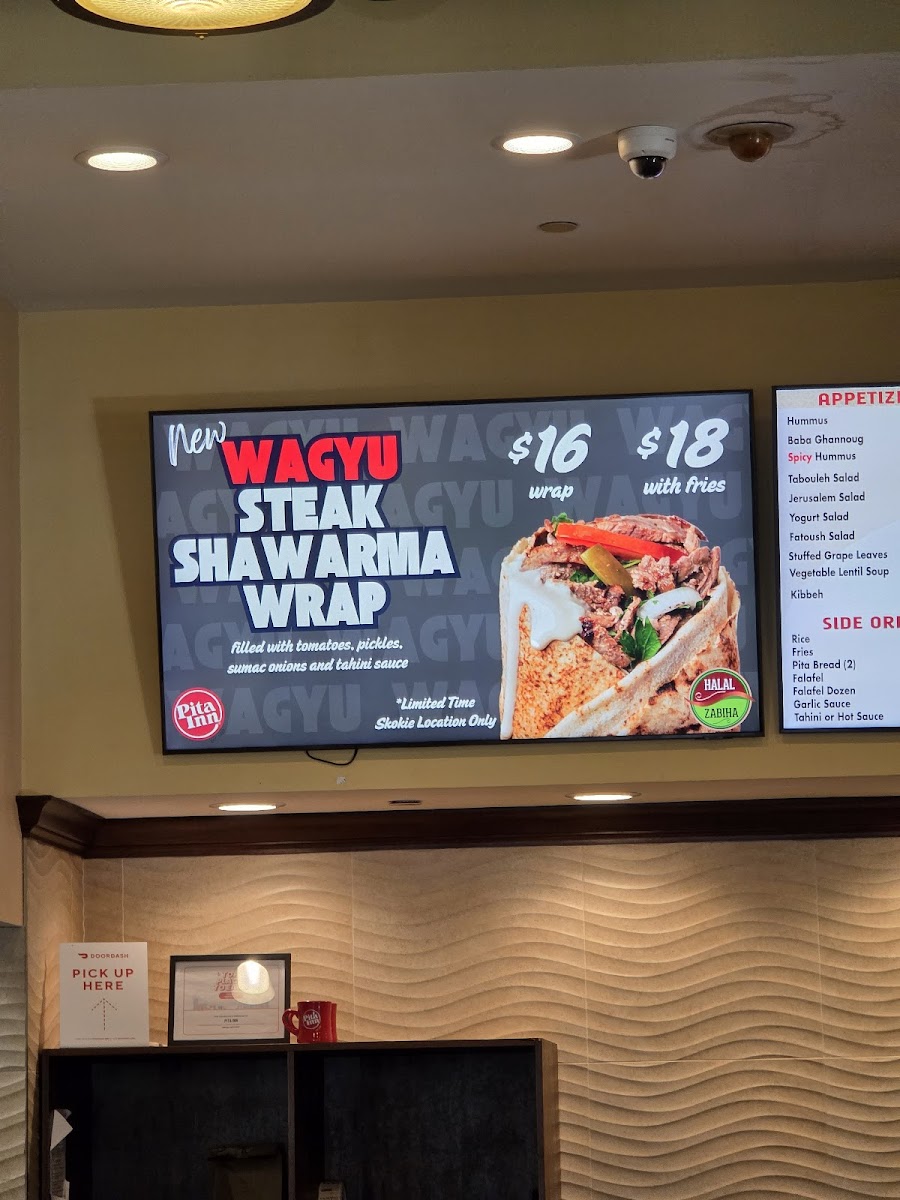 New
WAGYU
STEAK
SHAWARMA
WRAP
filled with tomatoes, pickles,
sumac onions and tahini sauce
$16
wrap
$18
with fries
*Limited Time
Skokie Location Only
Pita
Inn
HALAL
ZABIHA
APPETIZ
Hummus
Baba Ghannoug
Spicy Hummus
Tabouleh Salad
Jerusalem Salad
Yogurt Salad
Fatoush Salad
Stuffed Grape Leaves
Vegetable Lentil Soup
Kibbeh
SIDE OR
Rice
Fries
Pita Bread (2)
Falafel
Falafel Dozen
Garlic Sauce
Tahini or Hot Sauce
DOORDASH
PICK UP
HERE
Pita
Inn